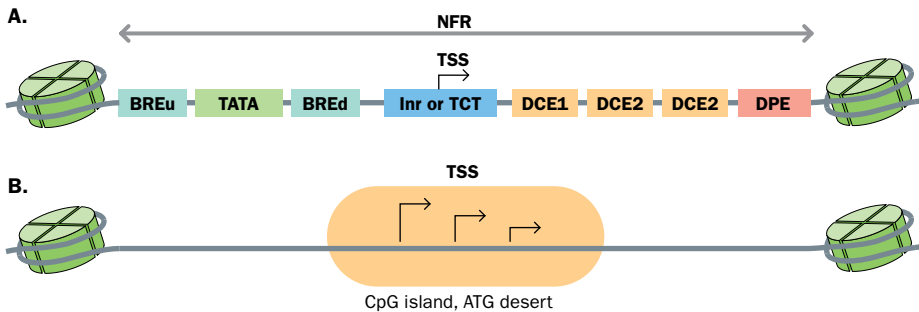 A.
NFR
TSS
BREu TATA BREd Inr or TCT DCE1 DCE2 DCE2 DPE
B.
TSS
CpG island, ATG desert